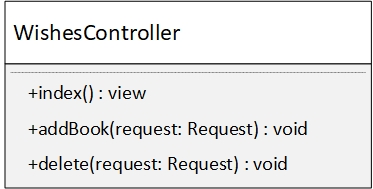 WishesController
+index() : view
+addBook(request: Request) : void
+delete(request: Request) : void